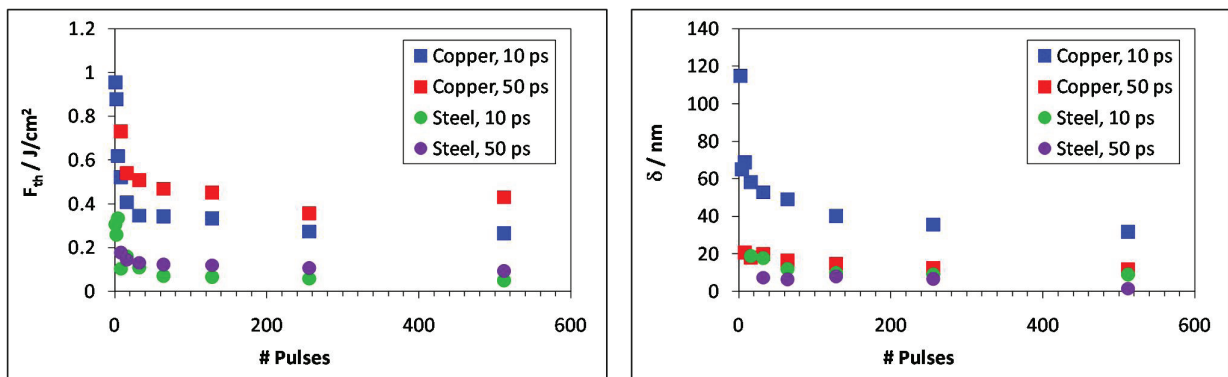 1.2
1
0.8
0.6
0.4
0.2
0
F_th / J/cm²
0 200 400 600
# Pulses
Copper, 10 ps
Copper, 50 ps
Steel, 10 ps
Steel, 50 ps
140
120
100
80
60
40
20
0
δ / nm
0 200 400 600
# Pulses
Copper, 10 ps
Copper, 50 ps
Steel, 10 ps
Steel, 50 ps